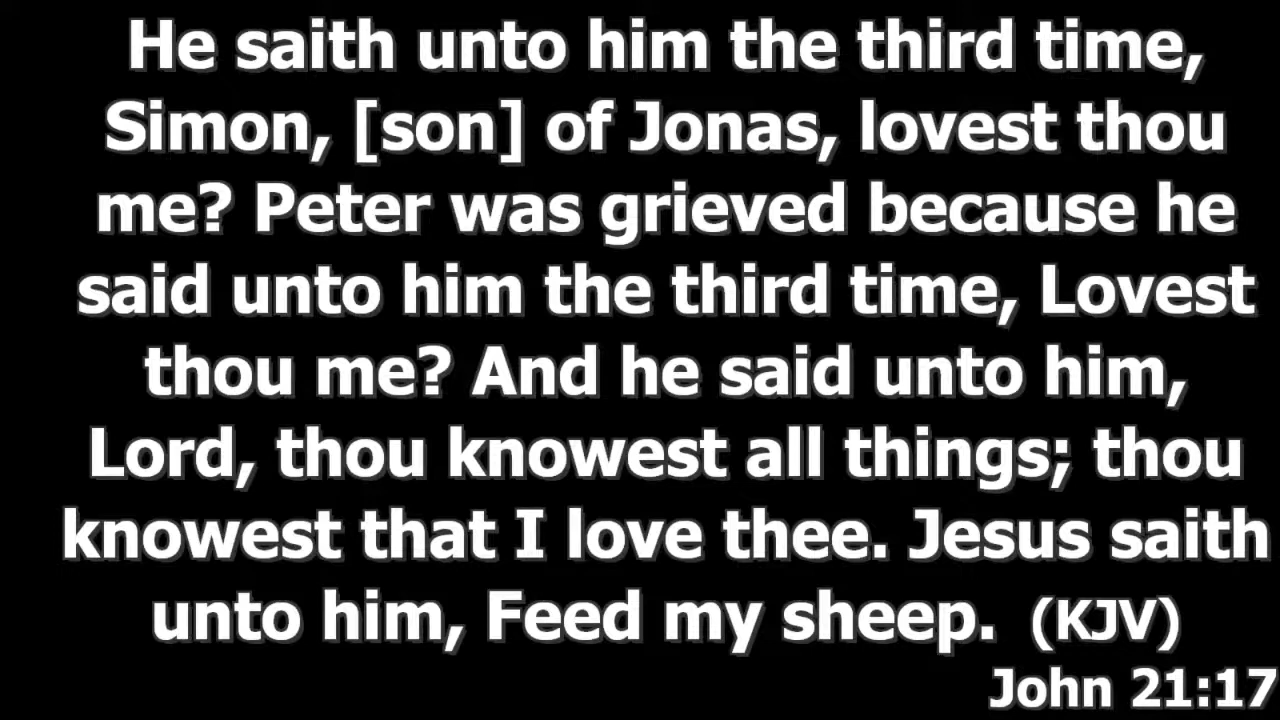 He saith unto him the third time,
Simon, [son] of Jonas, lovest thou
me? Peter was grieved because he
said unto him the third time, Lovest
thou me? And he said unto him,
Lord, thou knowest all things; thou
knowest that I love thee. Jesus saith
unto him, Feed my sheep. (KJV)
John 21:17